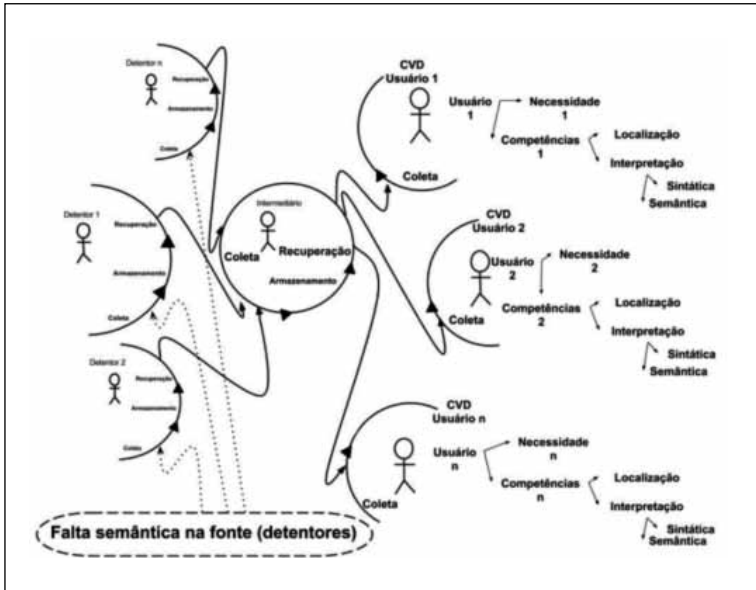 Detentor n
Recuperação
Armazenamento
Coleta
Detentor 1
Recuperação
Armazenamento
Coleta
Detentor 2
Recuperação
Armazenamento
Coleta
Falta semântica na fonte (detentores)
Intermediário
Coleta
Recuperação
Armazenamento
CVD
Usuário 1
Coleta
Usuário
1
Necessidade
1
Competências
1
Localização
Interpretação
Sintática
Semântica
CVD
Usuário 2
Coleta
Usuário
2
Necessidade
2
Competências
2
Localização
Interpretação
Sintática
Semântica
CVD
Usuário n
Coleta
Usuário
n
Necessidade
n
Competências
n
Localização
Interpretação
Sintática
Semântica